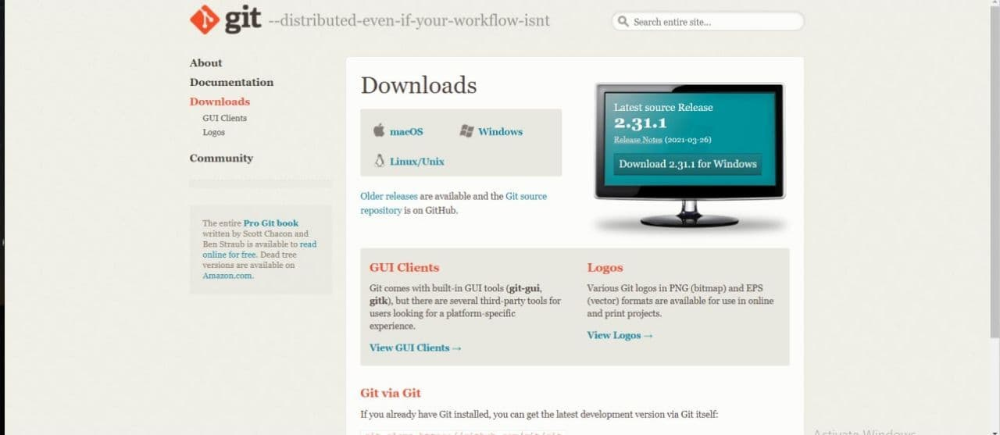 git --distributed-even-if-your-workflow-isnt
Search entire site...
About
Documentation
Downloads
GUI Clients
Logos
Community
The entire Pro Git book
written by Scott Chacon and
Ben Straub is available to read
online for free. Dead tree
versions are available on
Amazon.com.
Downloads
macOS
Windows
Linux/Unix
Older releases are available and the Git source
repository is on GitHub.
Latest source Release
2.31.1
Release Notes (2021-03-26)
Download 2.31.1 for Windows
GUI Clients
Git comes with built-in GUI tools (git-gui,
gitk), but there are several third-party tools for
users looking for a platform-specific
experience.
View GUI Clients →
Logos
Various Git logos in PNG (bitmap) and EPS
(vector) formats are available for use in online
and print projects.
View Logos →
Git via Git
If you already have Git installed, you can get the latest development version via Git itself:
Activate Windows